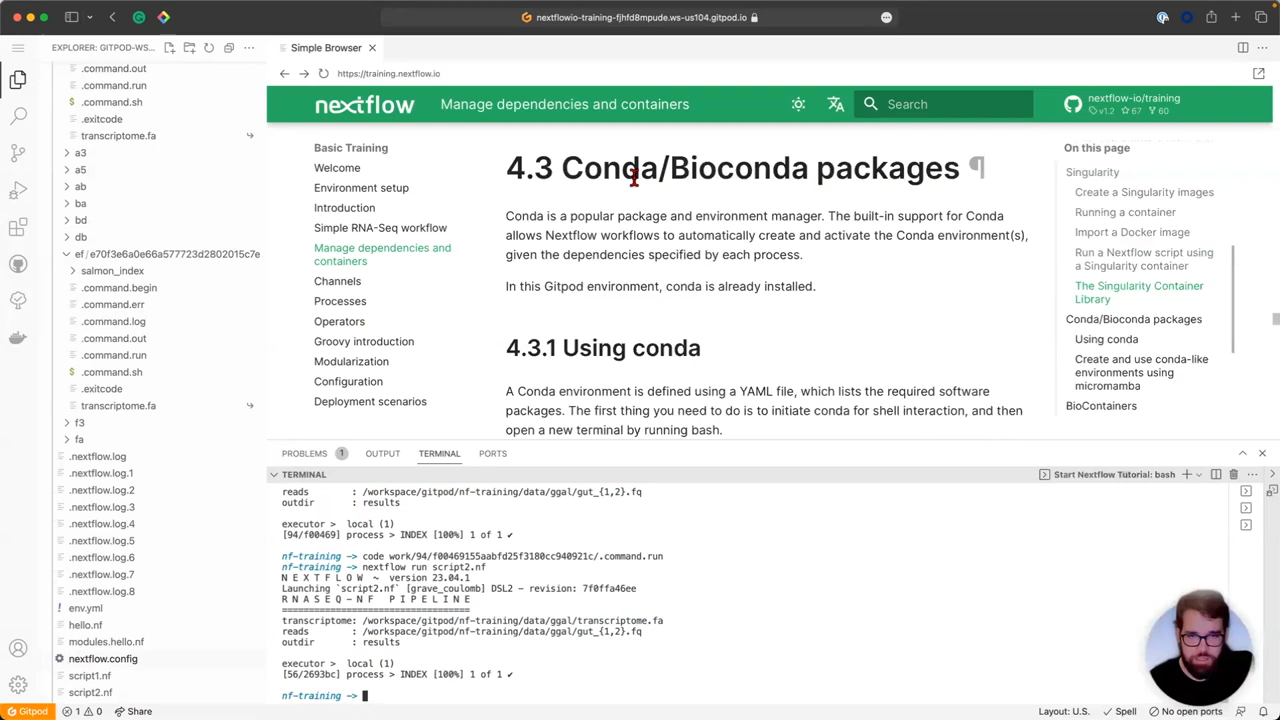 nextflowio-training-fjhfd8mpude.ws-us104.gitpod.io
EXPLORER: GITPOD-WS...
.command.out
.command.run
$ .command.sh
.exitcode
transcriptome.fa
a3
a5
ab
ba
bd
db
ef/e70f3e6a0e66a577723d2802015c7e
salmon_index
.command.begin
.command.err
.command.log
.command.out
.command.run
$ .command.sh
.exitcode
transcriptome.fa
f3
fa
.nextflow.log
.nextflow.log.1
.nextflow.log.2
.nextflow.log.3
.nextflow.log.4
.nextflow.log.5
.nextflow.log.6
.nextflow.log.7
.nextflow.log.8
env.yml
hello.nf
modules.hello.nf
nextflow.config
script1.nf
script2.nf
Simple Browser
https://training.nextflow.io
nextflow
Manage dependencies and containers
Search
nextflow-io/training
v1.2 67 60
Basic Training
Welcome
Environment setup
Introduction
Simple RNA-Seq workflow
Manage dependencies and
containers
Channels
Processes
Operators
Groovy introduction
Modularization
Configuration
Deployment scenarios
4.3 Conda/Bioconda packages ¶
Conda is a popular package and environment manager. The built-in support for Conda
allows Nextflow workflows to automatically create and activate the Conda environment(s),
given the dependencies specified by each process.
In this Gitpod environment, conda is already installed.
4.3.1 Using conda
A Conda environment is defined using a YAML file, which lists the required software
packages. The first thing you need to do is to initiate conda for shell interaction, and then
open a new terminal by running bash.
On this page
Singularity
Create a Singularity images
Running a container
Import a Docker image
Run a Nextflow script using
a Singularity container
The Singularity Container
Library
Conda/Bioconda packages
Using conda
Create and use conda-like
environments using
micromamba
BioContainers
PROBLEMS 1 OUTPUT TERMINAL PORTS
TERMINAL
Start Nextflow Tutorial: bash
reads : /workspace/gitpod/nf-training/data/ggal/gut_{1,2}.fq
outdir : results
executor > local (1)
[94/f00469] process > INDEX [100%] 1 of 1 ✔
nf-training -> code work/94/f00469155aabfd25f3180cc940921c/.command.run
nf-training -> nextflow run script2.nf
N E X T F L O W ~ version 23.04.1
Launching `script2.nf` [grave_coulomb] DSL2 - revision: 7f0ffa46ee
R N A S E Q - N F P I P E L I N E
===================================
transcriptome: /workspace/gitpod/nf-training/data/ggal/transcriptome.fa
reads : /workspace/gitpod/nf-training/data/ggal/gut_{1,2}.fq
outdir : results
executor > local (1)
[56/2693bc] process > INDEX [100%] 1 of 1 ✔
nf-training ->
Gitpod 1 0 Share
Layout: U.S. Spell No open ports